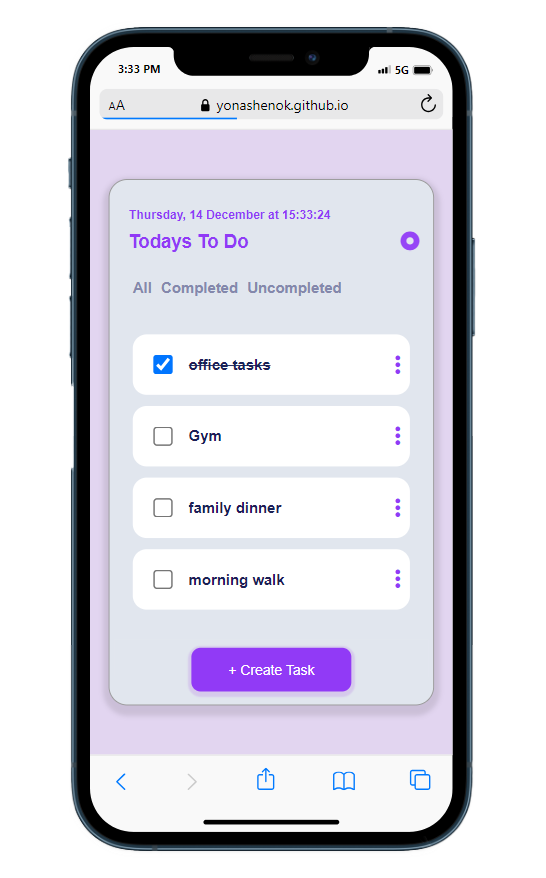 3:33 PM 5G
AA yonashenok.github.io
Thursday, 14 December at 15:33:24
Todays To Do
All Completed Uncompleted
office tasks
Gym
family dinner
morning walk
+ Create Task